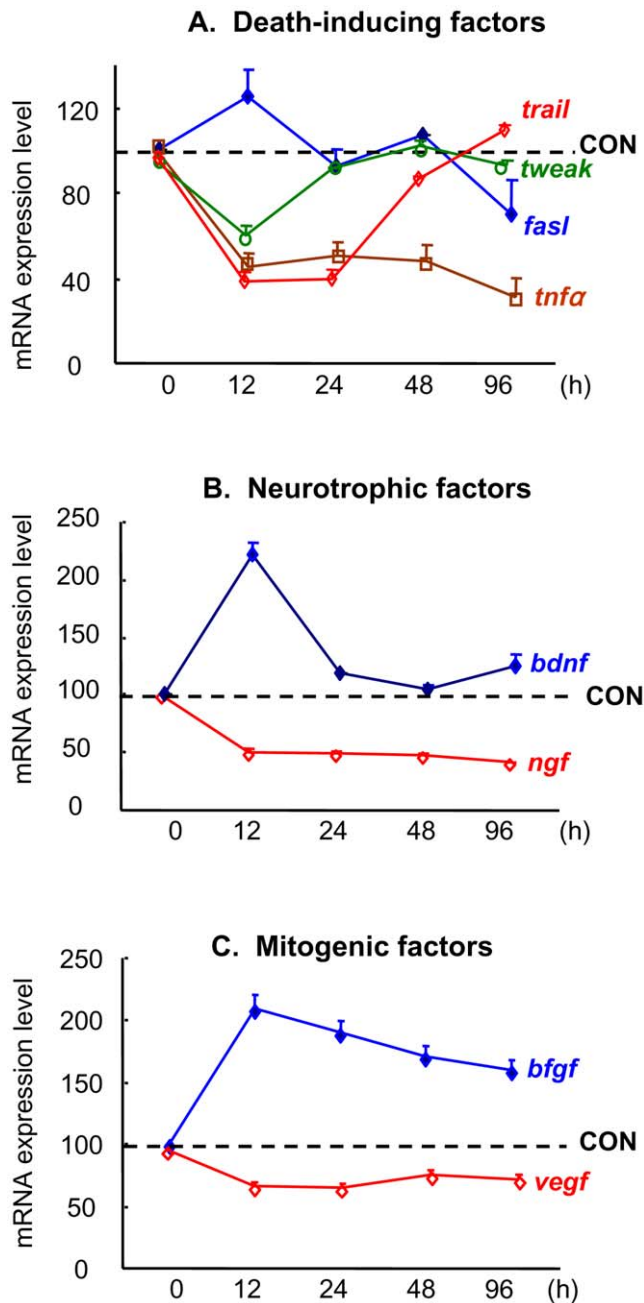 A. Death-inducing factors
mRNA expression level
120
80
40
0
trail
CON
tweak
fasl
tnfα
0 12 24 48 96 (h)
B. Neurotrophic factors
mRNA expression level
250
200
150
100
50
0
bdnf
CON
ngf
0 12 24 48 96 (h)
C. Mitogenic factors
mRNA expression level
250
200
150
100
50
0
bfgf
CON
vegf
0 12 24 48 96 (h)